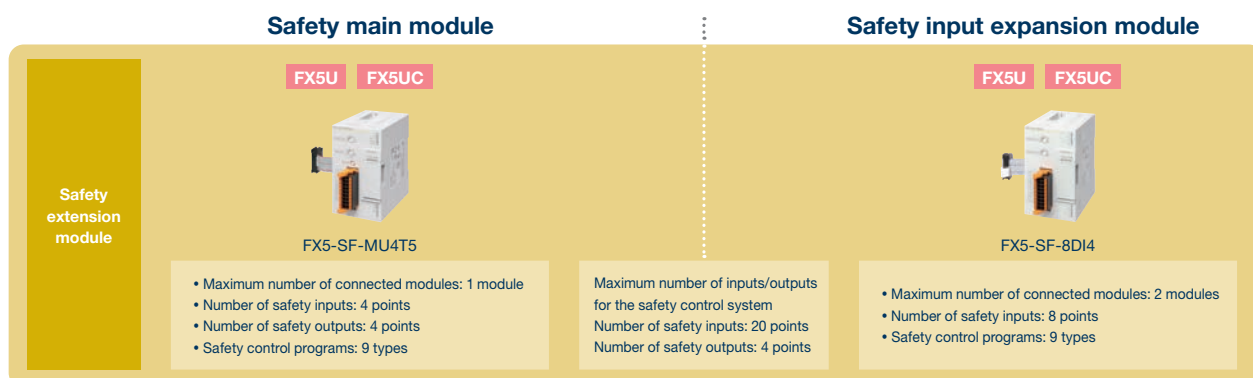 Safety main module
Safety input expansion module
Safety
extension
module
FX5U FX5UC
FX5-SF-MU4T5
• Maximum number of connected modules: 1 module
• Number of safety inputs: 4 points
• Number of safety outputs: 4 points
• Safety control programs: 9 types
Maximum number of inputs/outputs
for the safety control system
Number of safety inputs: 20 points
Number of safety outputs: 4 points
FX5U FX5UC
FX5-SF-8DI4
• Maximum number of connected modules: 2 modules
• Number of safety inputs: 8 points
• Safety control programs: 9 types